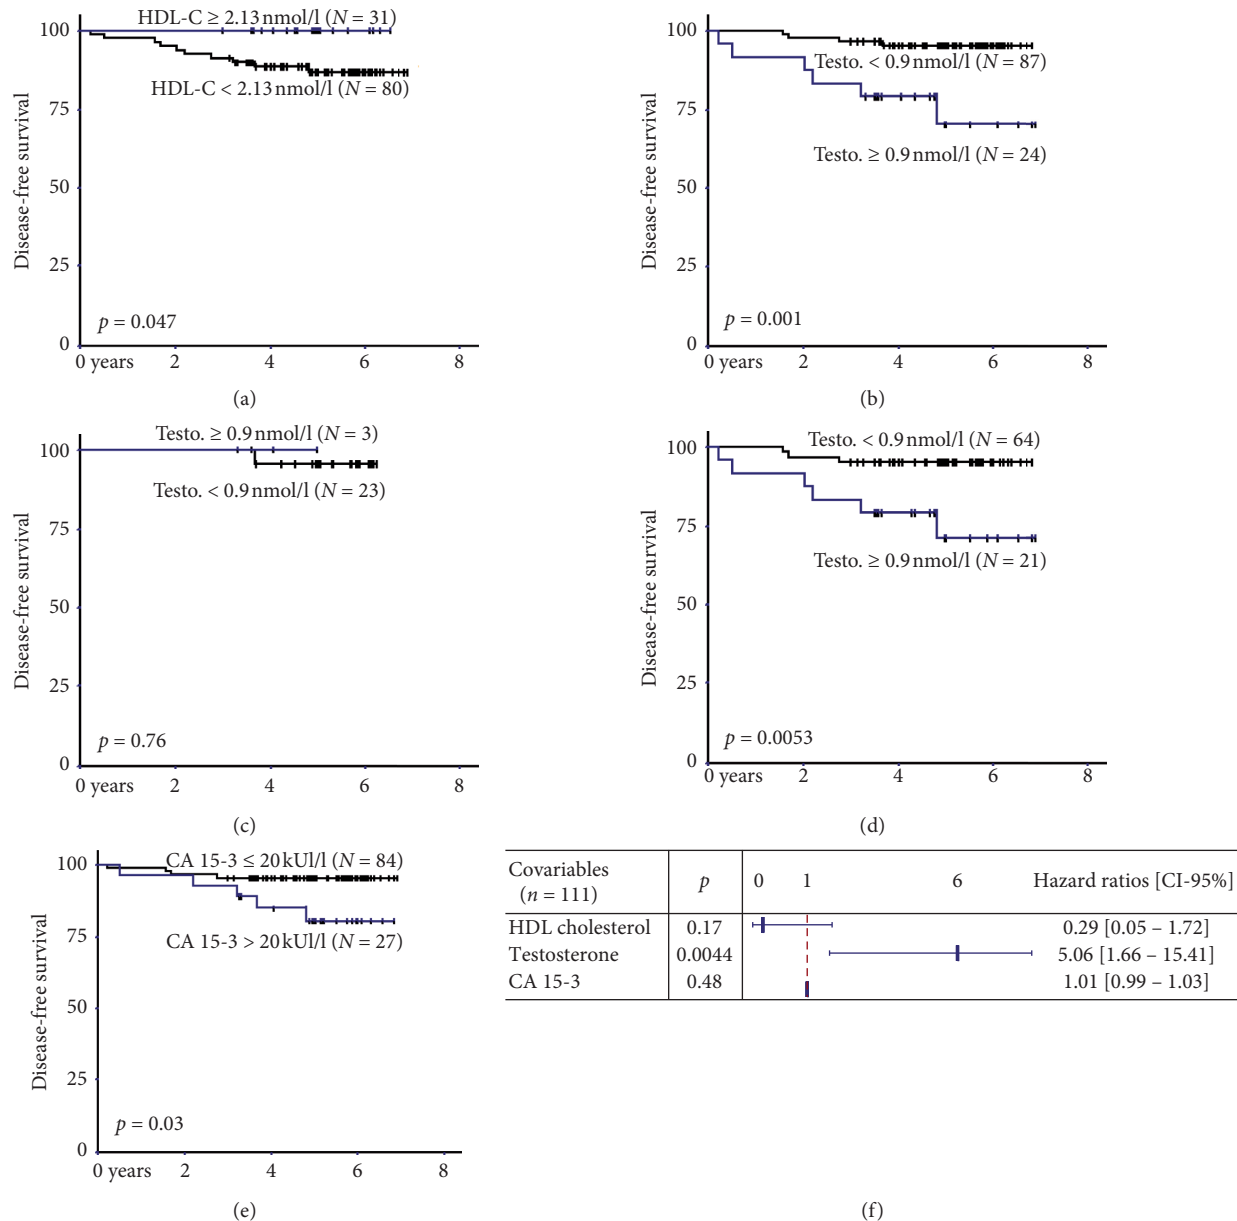 HDL-C ≥ 2.13 nmol/l (N = 31)
100
HDL-C < 2.13 nmol/l (N = 80)
75
50
25
0
Disease-free survival
p = 0.047
0 years 2 4 6 8
(a)
100
Testo. < 0.9 nmol/l (N = 87)
75
Testo. ≥ 0.9 nmol/l (N = 24)
50
25
0
Disease-free survival
p = 0.001
0 years 2 4 6 8
(b)
Testo. ≥ 0.9 nmol/l (N = 3)
100
Testo. < 0.9 nmol/l (N = 23)
75
50
25
0
Disease-free survival
p = 0.76
0 years 2 4 6 8
(c)
Testo. < 0.9 nmol/l (N = 64)
100
75
Testo. ≥ 0.9 nmol/l (N = 21)
50
25
0
Disease-free survival
p = 0.0053
0 years 2 4 6 8
(d)
CA 15-3 ≤ 20 kUl/l (N = 84)
100
CA 15-3 > 20 kUl/l (N = 27)
75
50
25
0
Disease-free survival
p = 0.03
0 years 2 4 6 8
(e)
Covariables
(n = 111) p 0 1 6 Hazard ratios [CI-95%]
HDL cholesterol 0.17 0.29 [0.05 – 1.72]
Testosterone 0.0044 5.06 [1.66 – 15.41]
CA 15-3 0.48 1.01 [0.99 – 1.03]
(f)